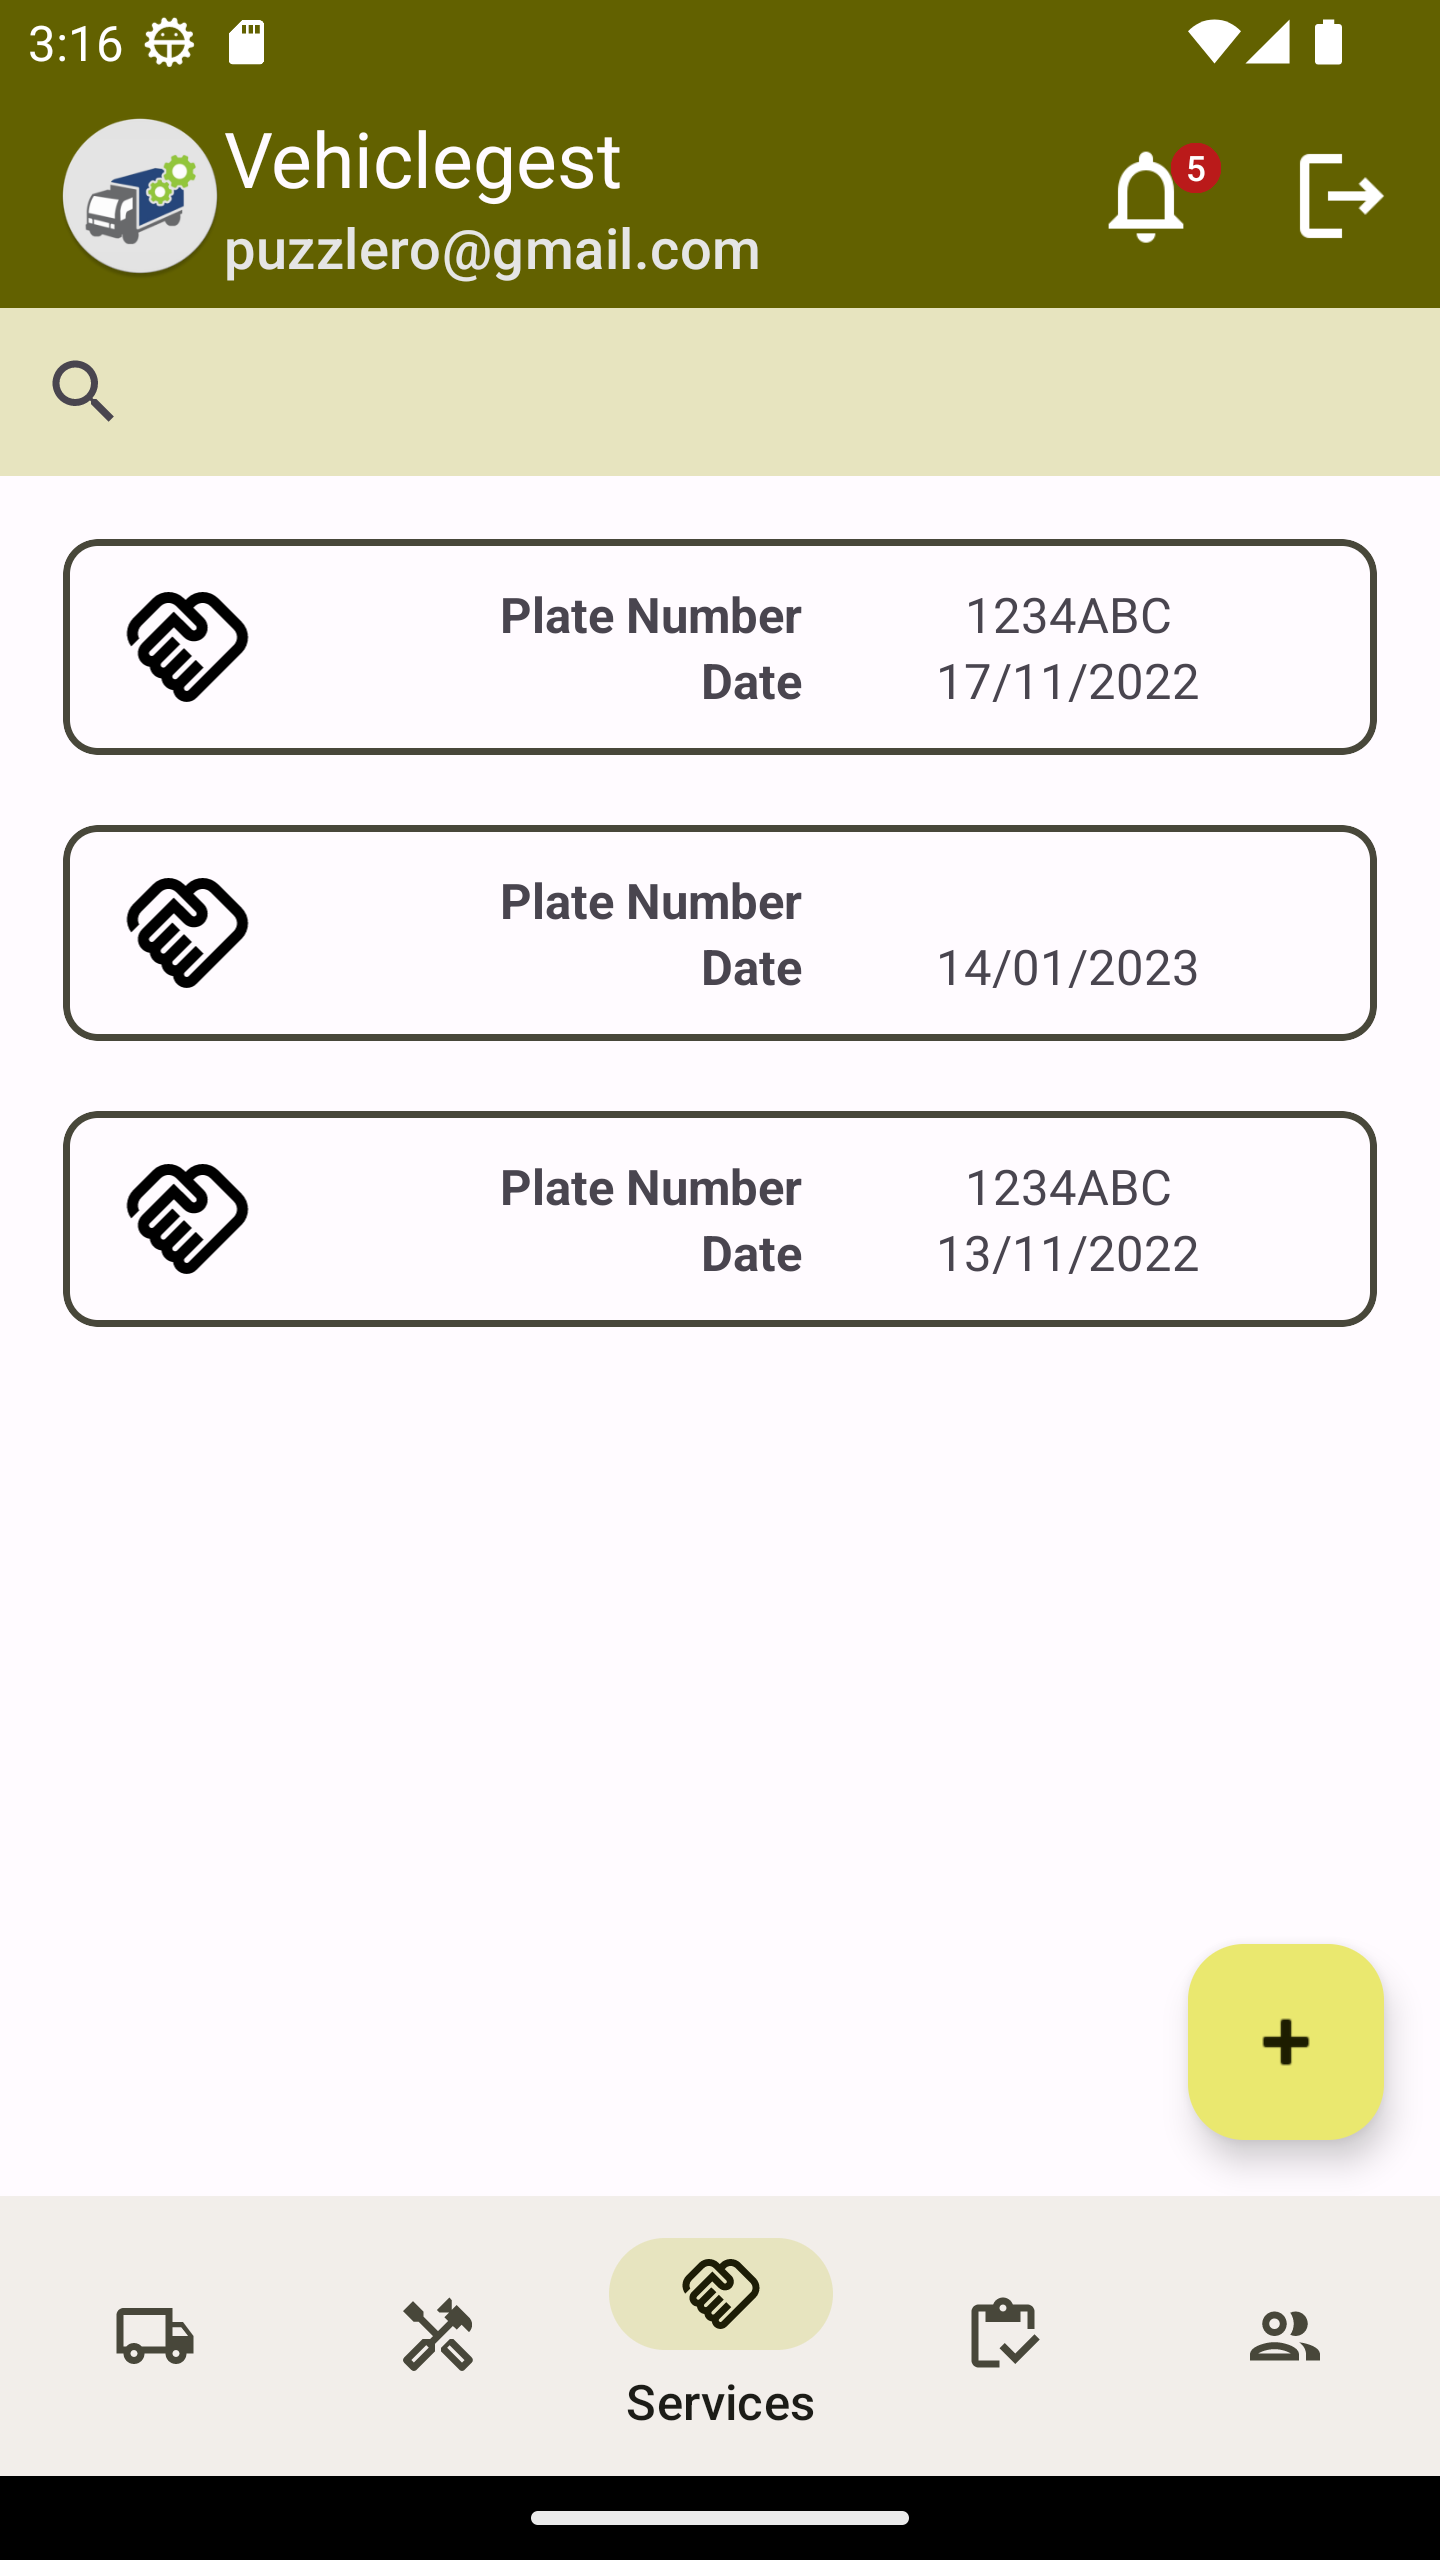 3:16
Vehiclegest
5
puzzlero@gmail.com
Plate Number 1234ABC
Date 17/11/2022
Plate Number
Date 14/01/2023
Plate Number 1234ABC
Date 13/11/2022
Services